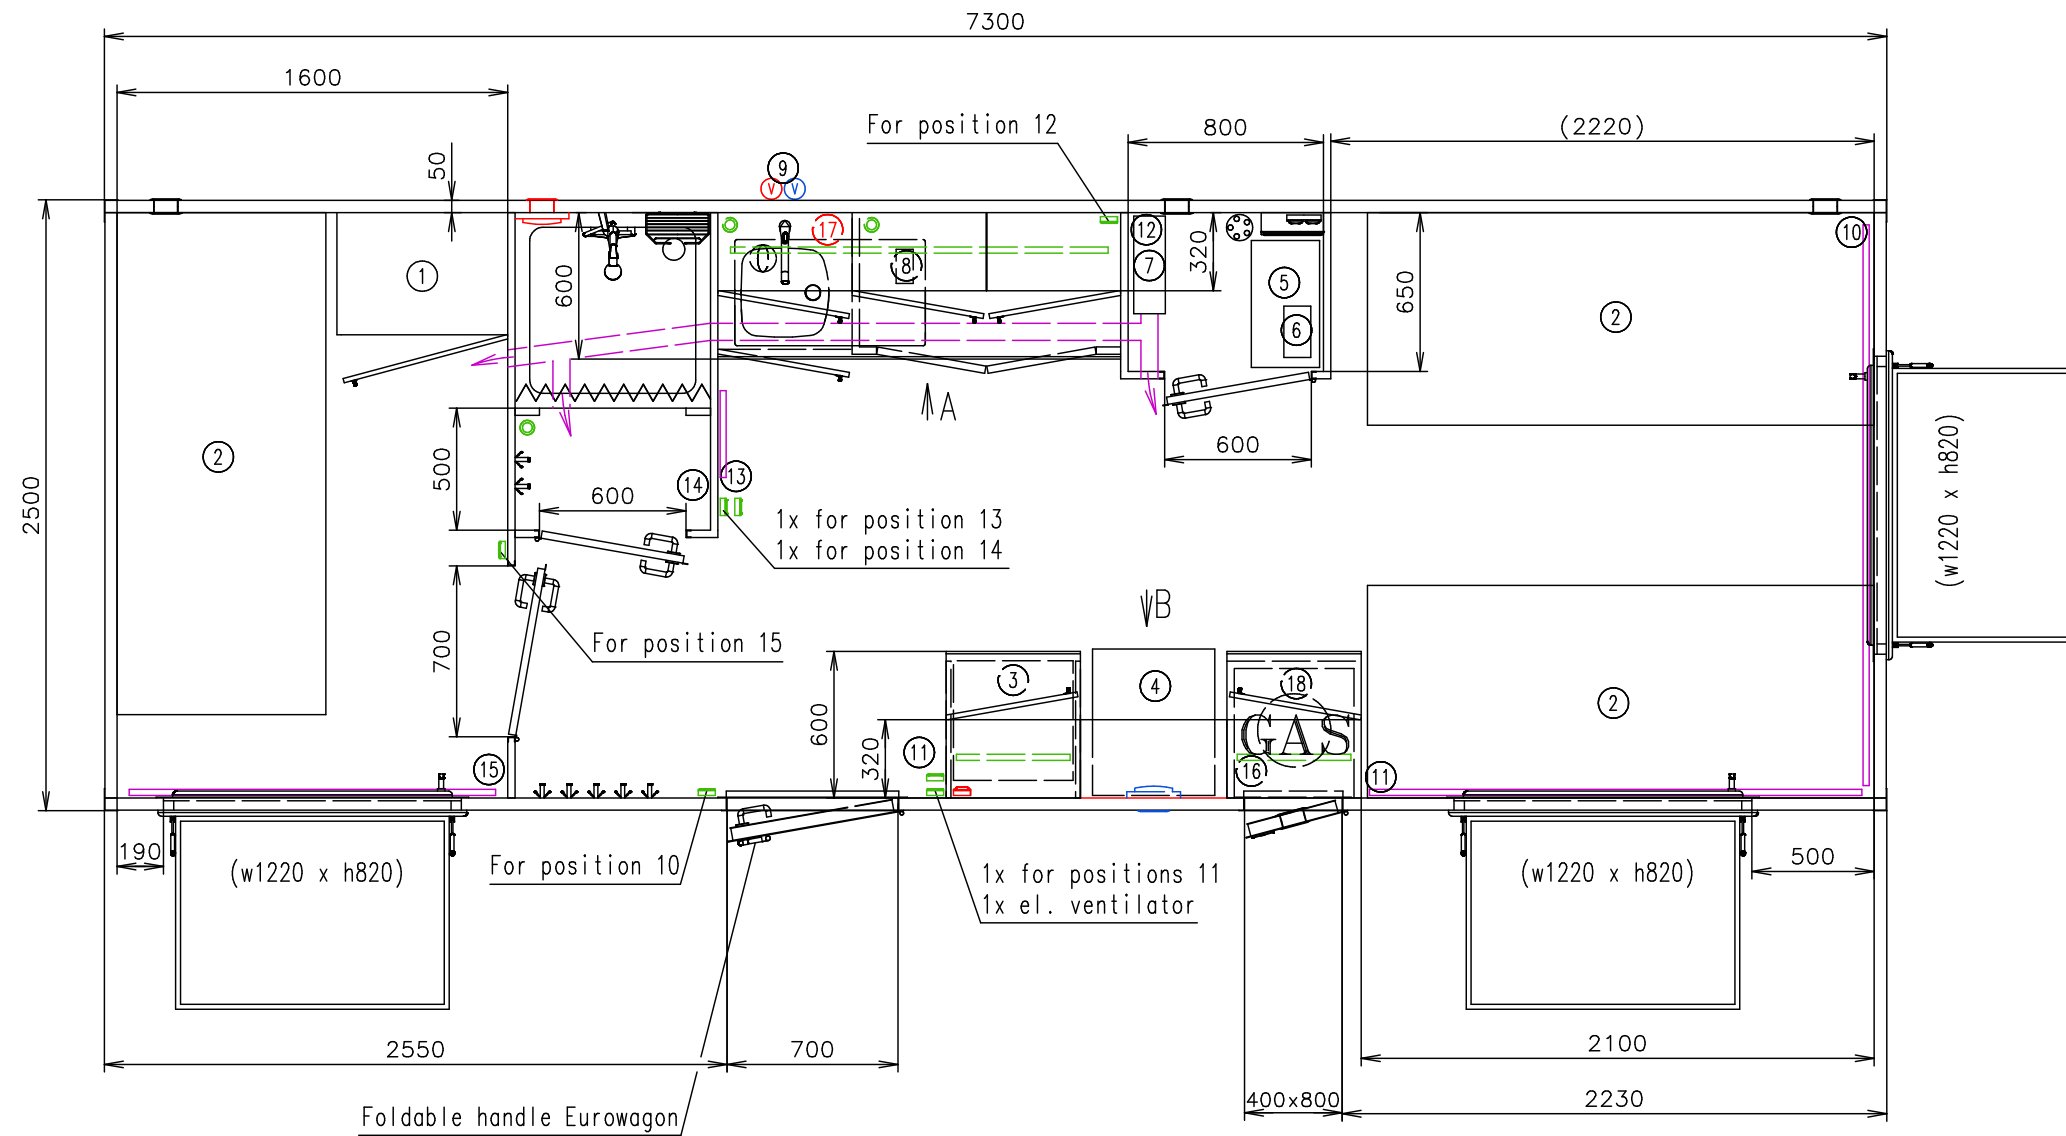 7300
1600
For position 12
800
(2220)
50
9
V V
17
12
10
7
320
1
600
8
5
650
2
6
A
2
600
(w1220 x h820)
2500
500
14
13
600
1x for position 13
1x for position 14
B
700
For position 15
3
4
18
2
600
GAS
320
11
16
11
15
190
(w1220 x h820)
For position 10
1x for positions 11
1x el. ventilator
(w1220 x h820)
500
2550
700
2100
400x800
2230
Foldable handle Eurowagon